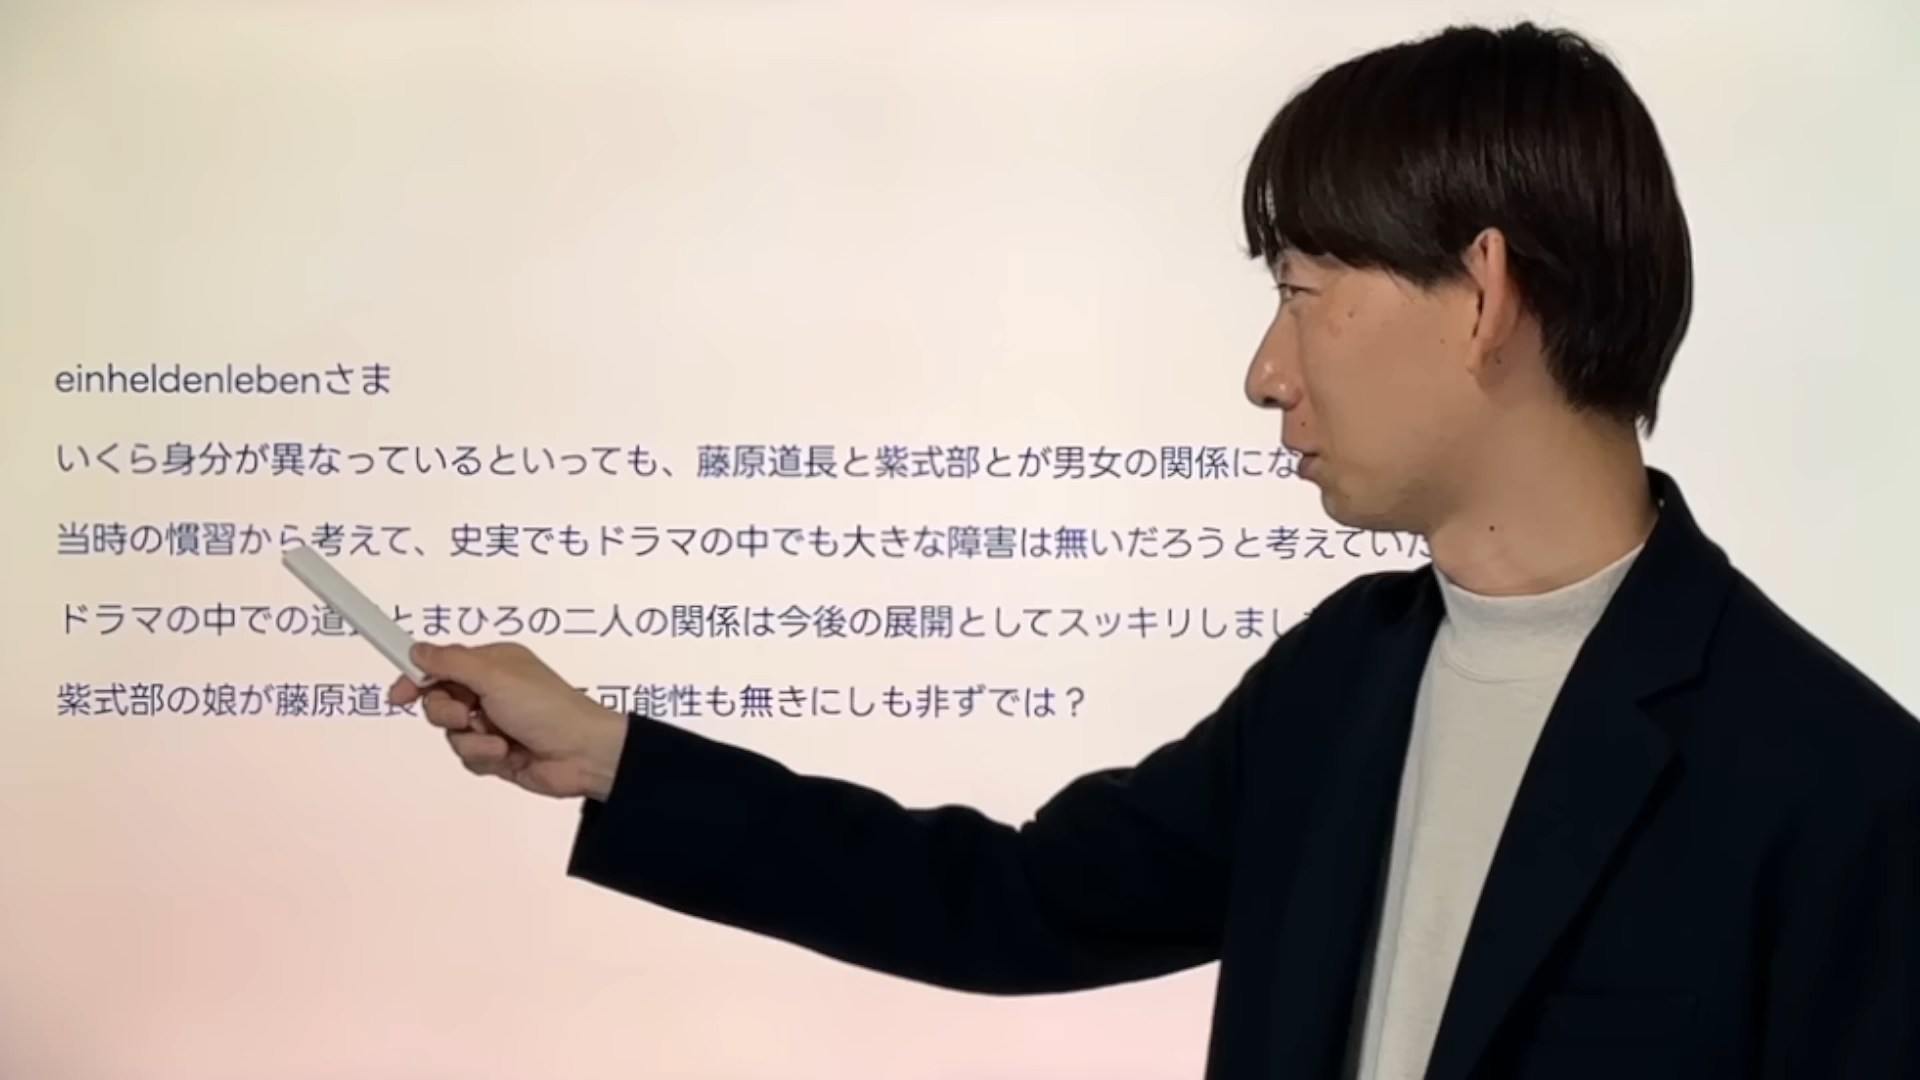 einheldenlebenさま
いくら身分が異なっているといっても、藤原道長と紫式部とが男女の関係にな
当時の慣習から考えて、史実でもドラマの中でも大きな障害は無いだろうと考えていた
ドラマの中での道 とまひろの二人の関係は今後の展開としてスッキリしまし
紫式部の娘が藤原道長 可能性も無きにしも非ずでは？